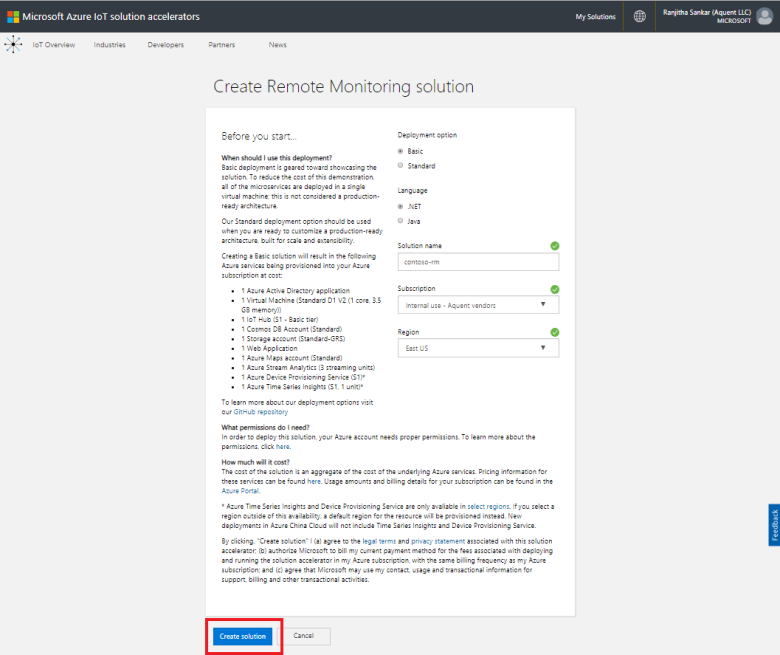 Microsoft Azure IoT solution accelerators
My Solutions
Ranjitha Sankar (Aquent LLC)
MICROSOFT
IoT Overview
Industries
Developers
Partners
News
Create Remote Monitoring solution
Before you start...
When should I use this deployment?
Basic deployment is geared toward showcasing the
solution. To reduce the cost of this demonstration,
all of the microservices are deployed in a single
virtual machine; this is not considered a production-
ready architecture.
Our Standard deployment option should be used
when you are ready to customize a production-ready
architecture, built for scale and extensibility.
Creating a Basic solution will result in the following
Azure services being provisioned into your Azure
subscription at cost:
• 1 Azure Active Directory application
• 1 Virtual Machine (Standard D1 V2 (1 core, 3.5
GB memory))
• 1 IoT Hub (S1 - Basic tier)
• 1 Cosmos DB Account (Standard)
• 1 Storage account (Standard-GRS)
• 1 Web Application
• 1 Azure Maps account (Standard)
• 1 Azure Stream Analytics (3 streaming units)
• 1 Azure Device Provisioning Service (S1)*
• 1 Azure Time Series Insights (S1, 1 unit)*
To learn more about our deployment options visit
our GitHub repository
Deployment option
Basic
Standard
Language
.NET
Java
Solution name
contoso-rm
Subscription
Internal use - Aquent vendors
Region
East US
What permissions do I need?
In order to deploy this solution, your Azure account needs proper permissions. To learn more about the
permissions, click here.
How much will it cost?
The cost of the solution is an aggregate of the cost of the underlying Azure services. Pricing information for
these services can be found here. Usage amounts and billing details for your subscription can be found in the
Azure Portal.
* Azure Time Series Insights and Device Provisioning Service are only available in select regions. If you select a
region outside of this availability, a default region for the resource will be provisioned instead. New
deployments in Azure China Cloud will not include Time Series Insights and Device Provisioning Service.
By clicking, "Create solution" I (a) agree to the legal terms and privacy statement associated with this solution
accelerator; (b) authorize Microsoft to bill my current payment method for the fees associated with deploying
and running the solution accelerator in my Azure subscription, with the same billing frequency as my Azure
subscription; and (c) agree that Microsoft may use my contact, usage and transactional information for
support, billing and other transactional activities.
Feedback
Create solution
Cancel